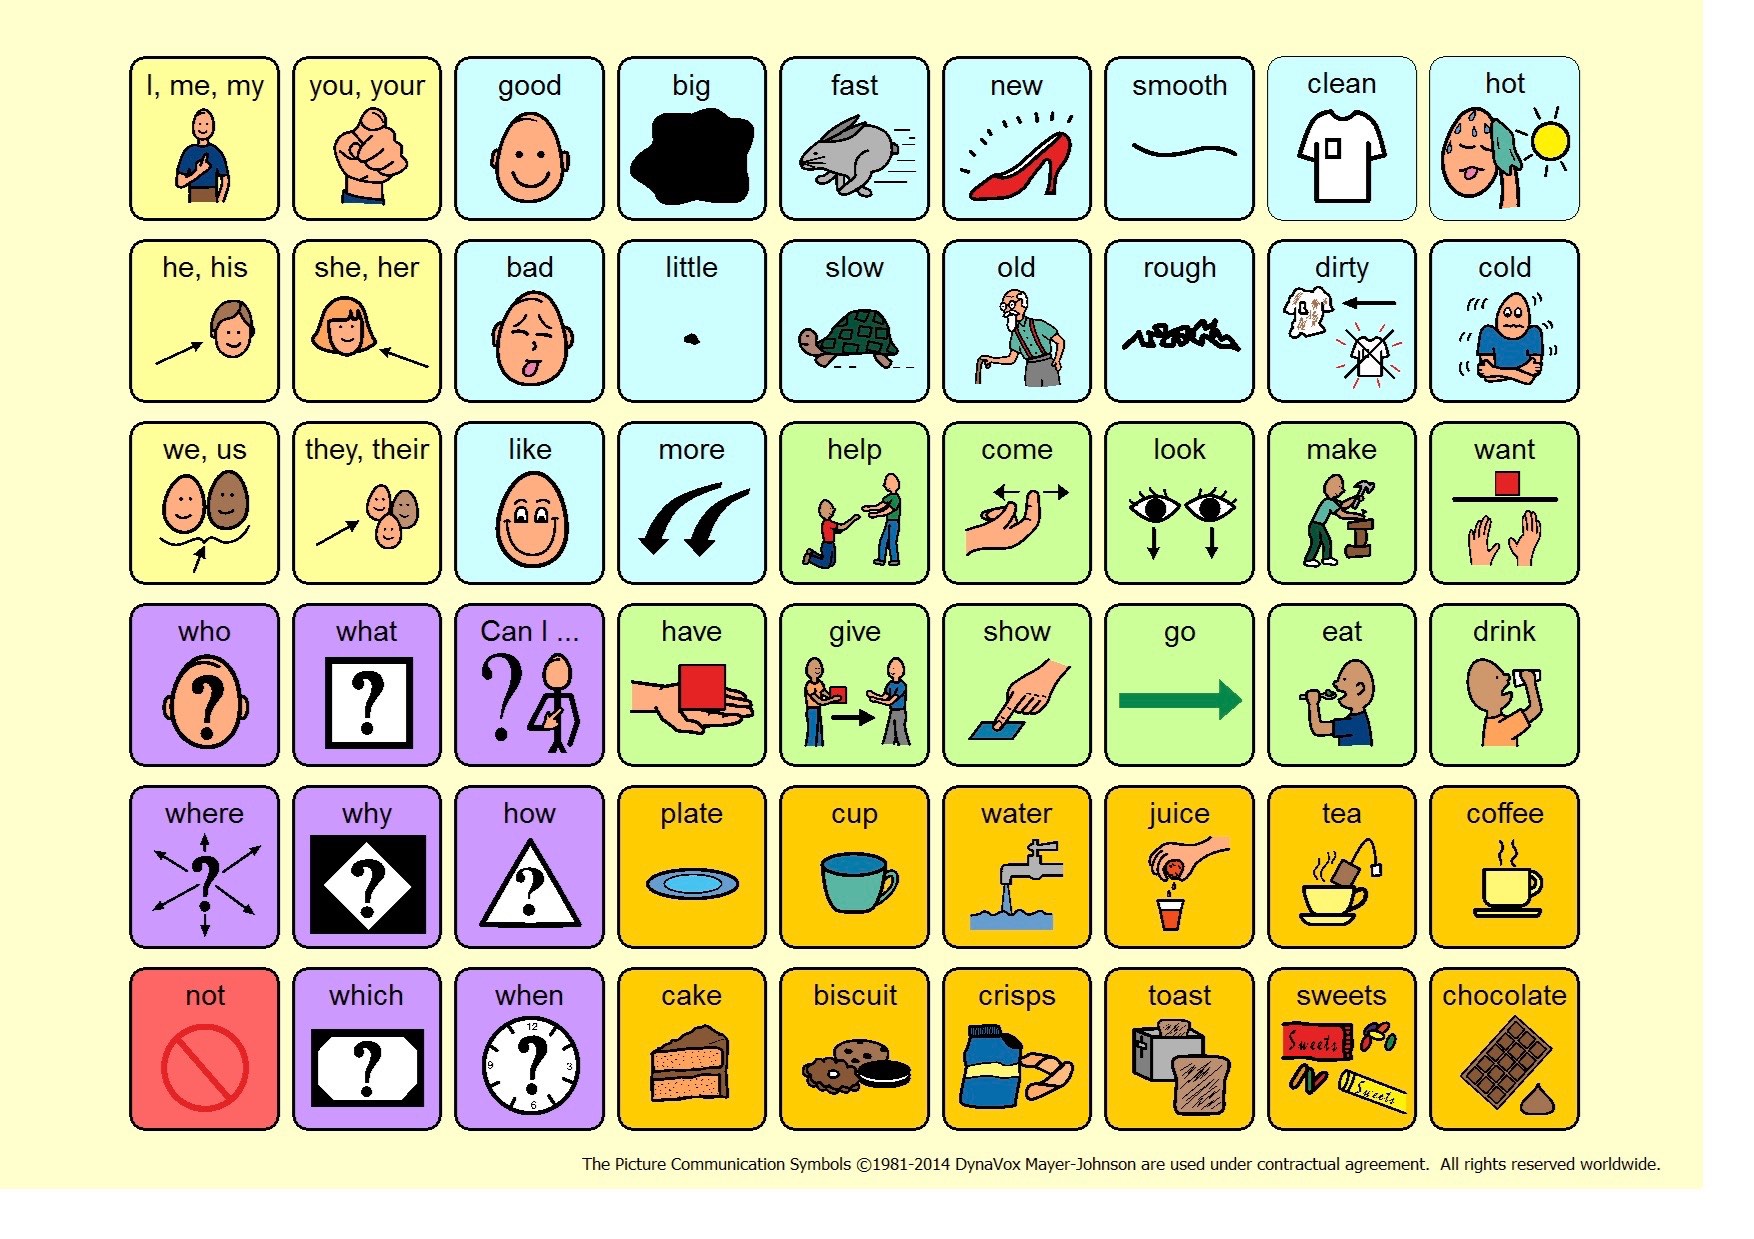 I, me, my
you, your
good
big
fast
new
smooth
clean
hot
he, his
she, her
bad
little
slow
old
rough
dirty
cold
we, us
they, their
like
more
help
come
look
make
want
who
?
what
?
Can I ...
?
have
give
show
go
eat
drink
where
?
why
?
how
?
plate
cup
water
juice
tea
coffee
not
which
?
when
12
9 ? 3
6
cake
biscuit
crisps
toast
sweets
Sweets
Sweets
chocolate
The Picture Communication Symbols ©1981-2014 DynaVox Mayer-Johnson are used under contractual agreement.  All rights reserved worldwide.